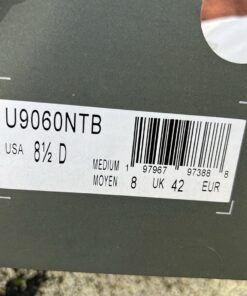 U9060NTB
USA 8½ D
MEDIUM 1 97967 97388 8
MOYEN 8 UK 42 EUR